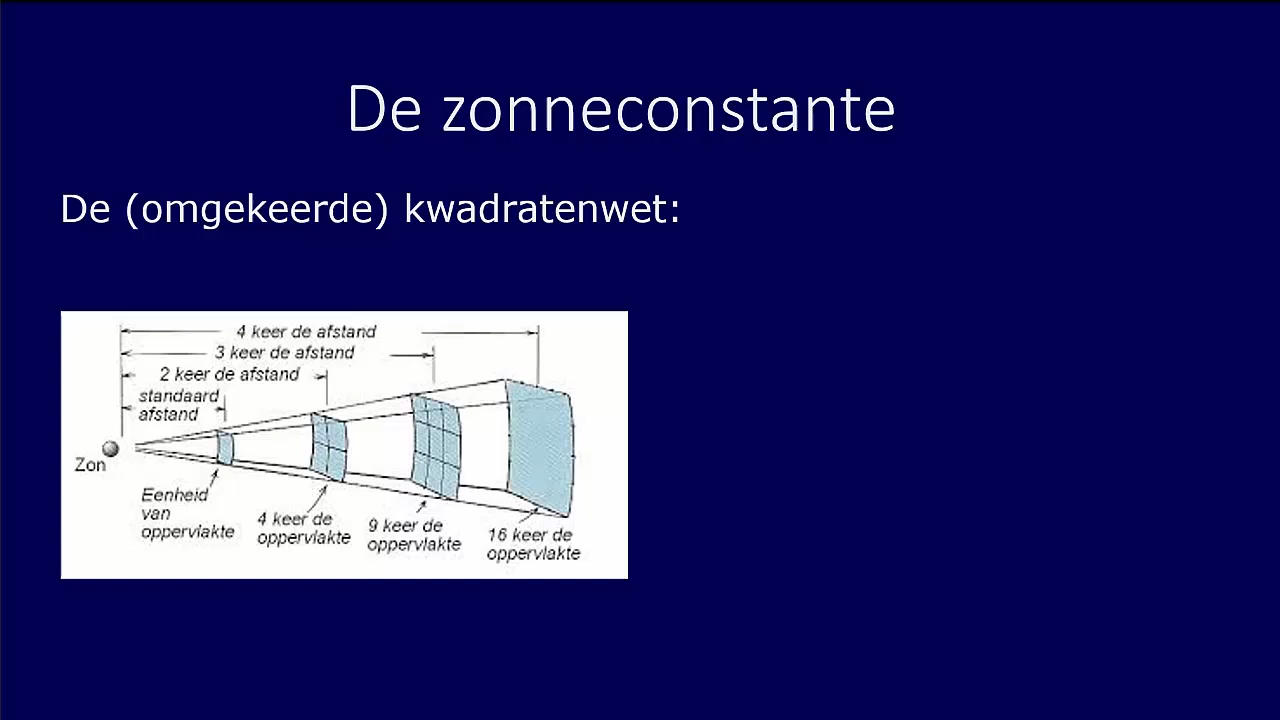 De zonneconstante
De (omgekeerde) kwadratenwet:
4 keer de afstand
3 keer de afstand
2 keer de afstand
standaard
afstand
Zon
Eenheid
van
oppervlakte
4 keer de
oppervlakte
9 keer de
oppervlakte
16 keer de
oppervlakte